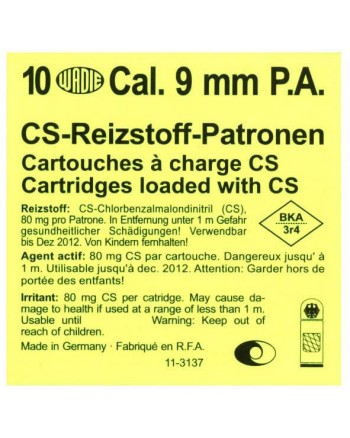 10 WADIE Cal. 9 mm P.A.
CS-Reizstoff-Patronen
Cartouches à charge CS
Cartridges loaded with CS
Reizstoff: CS-Chlorbenzalmalondinitril (CS),
80 mg pro Patrone. In Entfernung unter 1 m Gefahr
gesundheitlicher Schädigungen! Verwendbar
bis Dez 2012. Von Kindern fernhalten!
BKA
3r4
Agent actif: 80 mg CS par cartouche. Dangereux jusqu' à
1 m. Utilisable jusqu'à dec. 2012. Attention: Garder hors de
portée des entfants!
Irritant: 80 mg CS per catridge. May cause da-
mage to health if used at a range of less than 1 m.
Usable until Warning: Keep out of
reach of children.
Made in Germany · Fabriqué en R.F.A.
11-3137